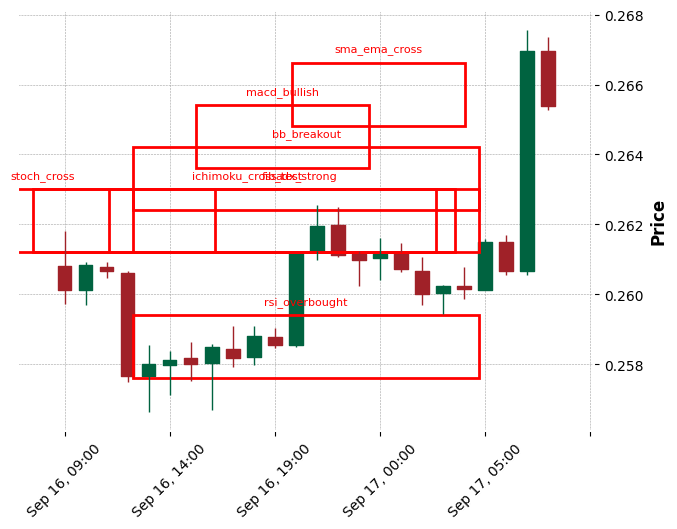 0.268
sma_ema_cross
0.266
macd_bullish
bb_breakout
0.264
stoch_cross
ichimoku_cross
strong
0.262
Price
0.260
rsi_overbought
0.258
Sep 16, 09:00
Sep 16, 14:00
Sep 16, 19:00
Sep 17, 00:00
Sep 17, 05:00